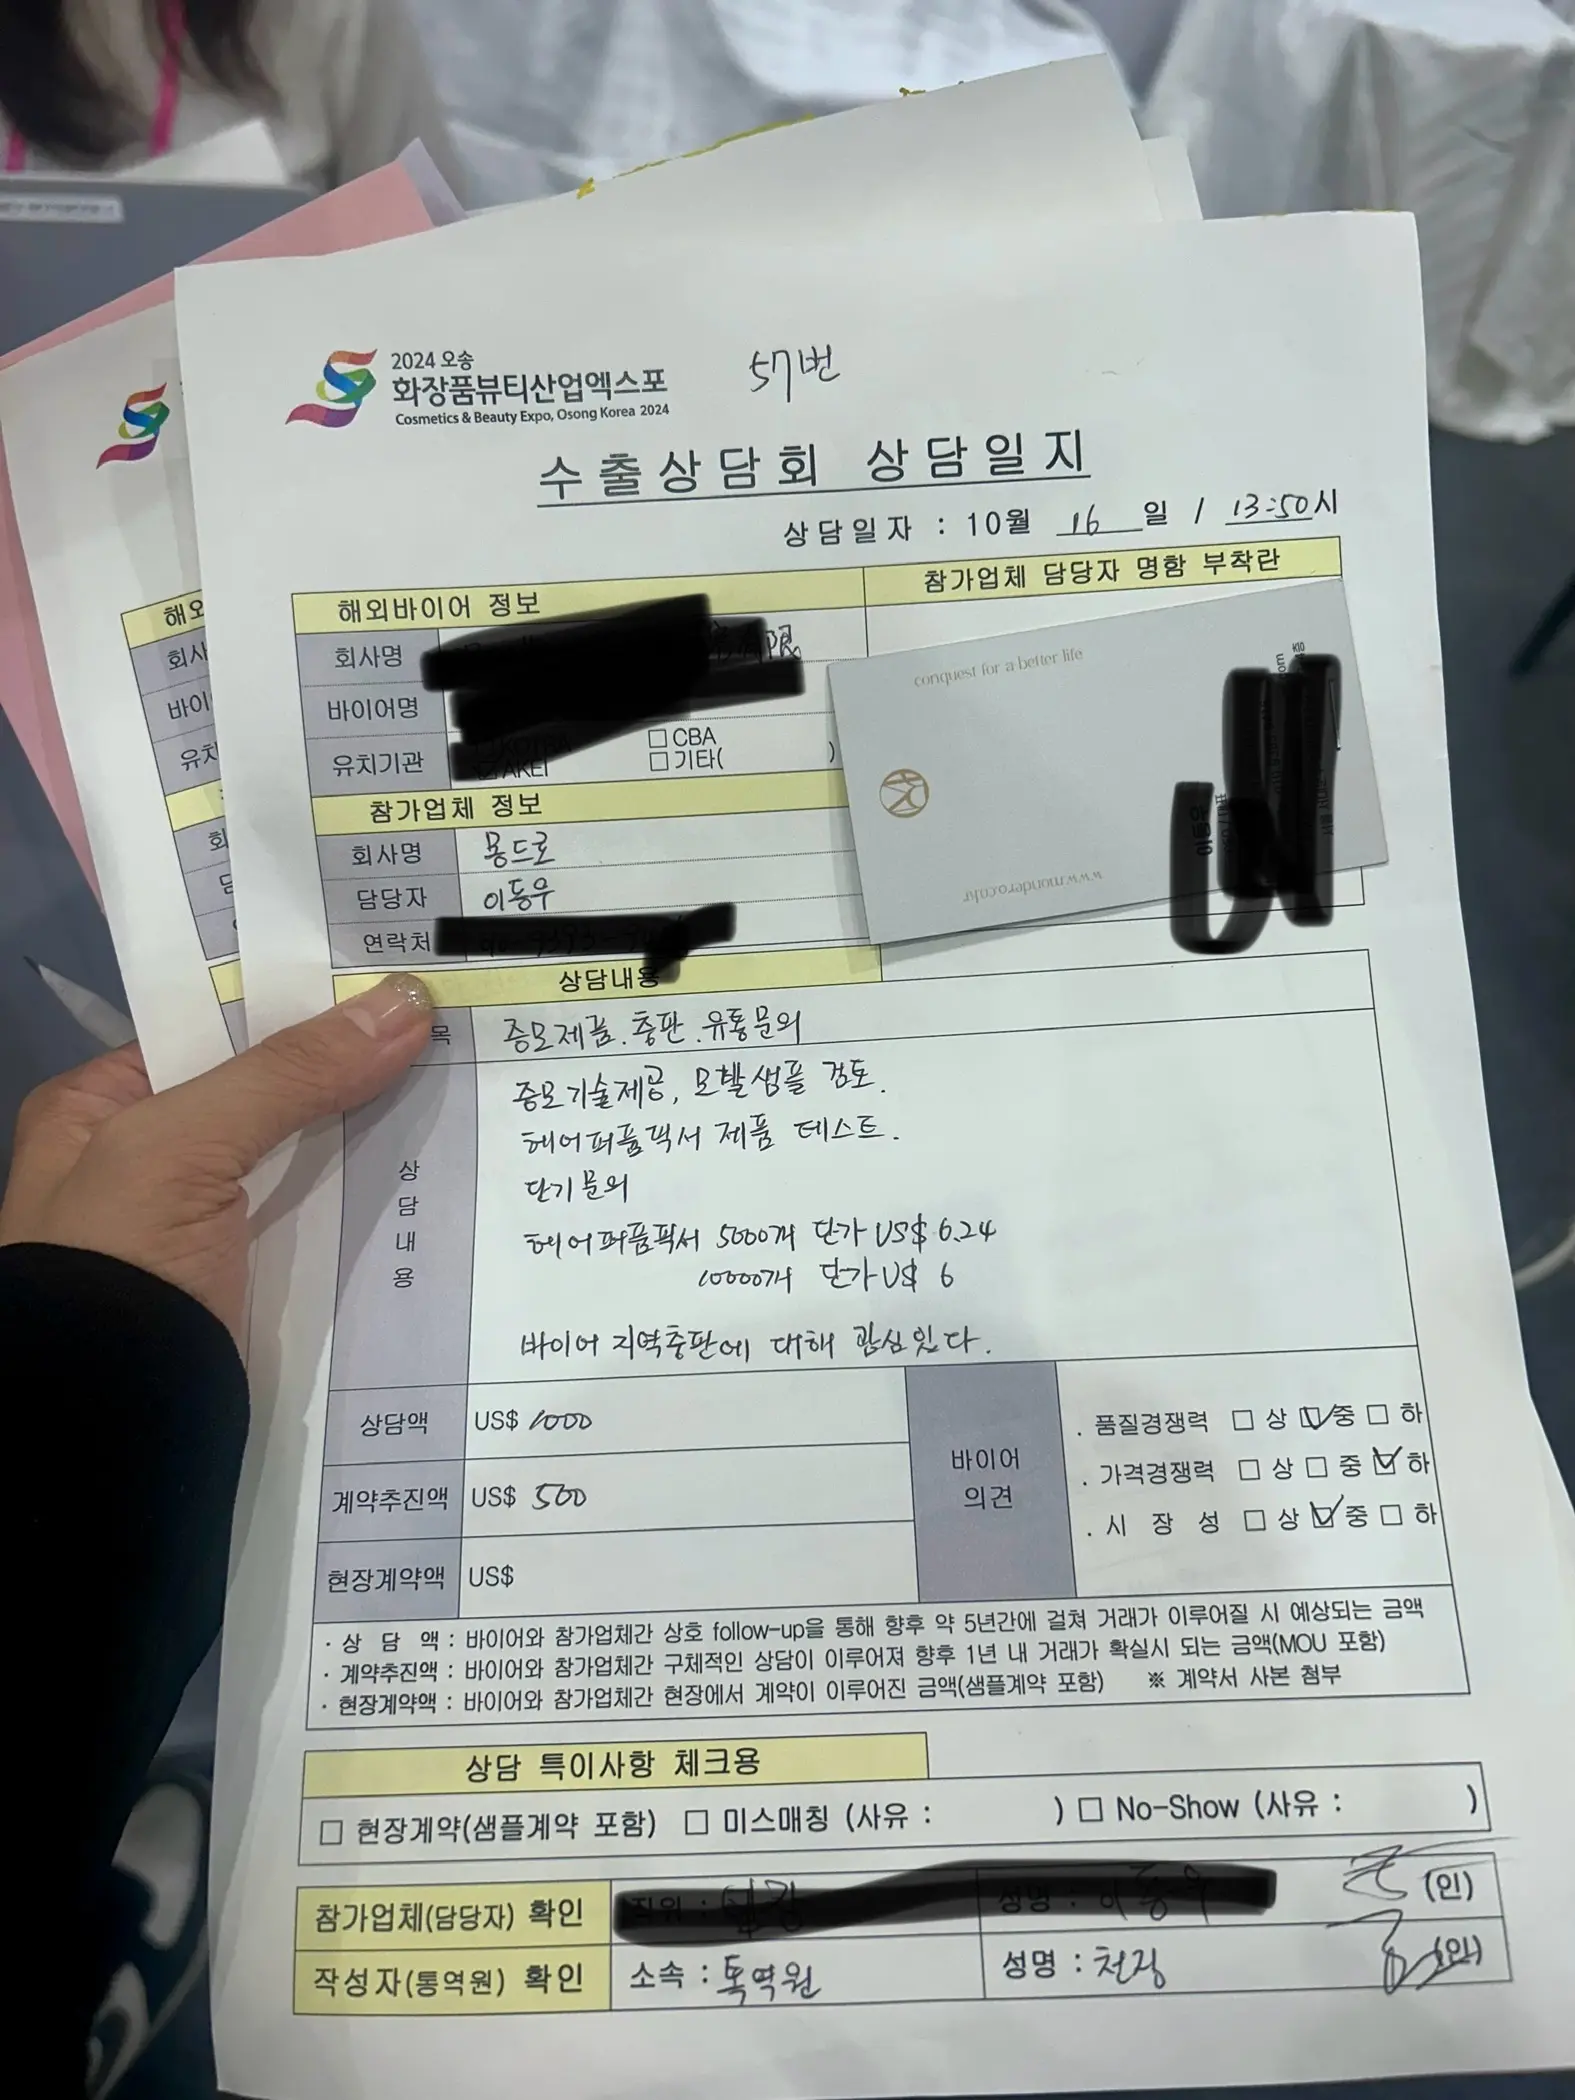 2024 오송
화장품뷰티산업엑스포
Cosmetics & Beauty Expo, Osong Korea 2024
57번
수출상담회 상담일지
상담일자 : 10월 16 일 / 13:50시
해외바이어 정보
참가업체 담당자 명함 부착란
회사명 限
바이어명
유치기관 AKEI □ CBA □ 기타( )
conquest for a better life
www.mondero.co.kr
참가업체 정보
회사명 몽드로
담당자 이동우
연락처
상담내용
목 증모제품. 총판. 유통문의
상담내용
증모기술제공, 모발샘플 검토.
헤어퍼퓸픽서 제품 테스트.
단기문의
헤어퍼퓸픽서 5000개 단가 US$ 6.24
10000개 단가 US$ 6
바이어 지역총판에 대해 관심있다.
상담액 US$ 1000
계약추진액 US$ 500
현장계약액 US$
바이어 의견
. 품질경쟁력 □ 상 ☑ 중 □ 하
. 가격경쟁력 □ 상 □ 중 ☑ 하
. 시 장 성 □ 상 ☑ 중 □ 하
· 상 담 액 : 바이어와 참가업체간 상호 follow-up을 통해 향후 약 5년간에 걸쳐 거래가 이루어질 시 예상되는 금액
· 계약추진액 : 바이어와 참가업체간 구체적인 상담이 이루어져 향후 1년 내 거래가 확실시 되는 금액(MOU 포함)
· 현장계약액 : 바이어와 참가업체간 현장에서 계약이 이루어진 금액(샘플계약 포함) ※ 계약서 사본 첨부
상담 특이사항 체크용
□ 현장계약(샘플계약 포함) □ 미스매칭 (사유 : ) □ No-Show (사유 : )
참가업체(담당자) 확인 직위 : 성명 : 이동우 (인)
작성자(통역원) 확인 소속 : 통역원 성명 : 천장 (인)